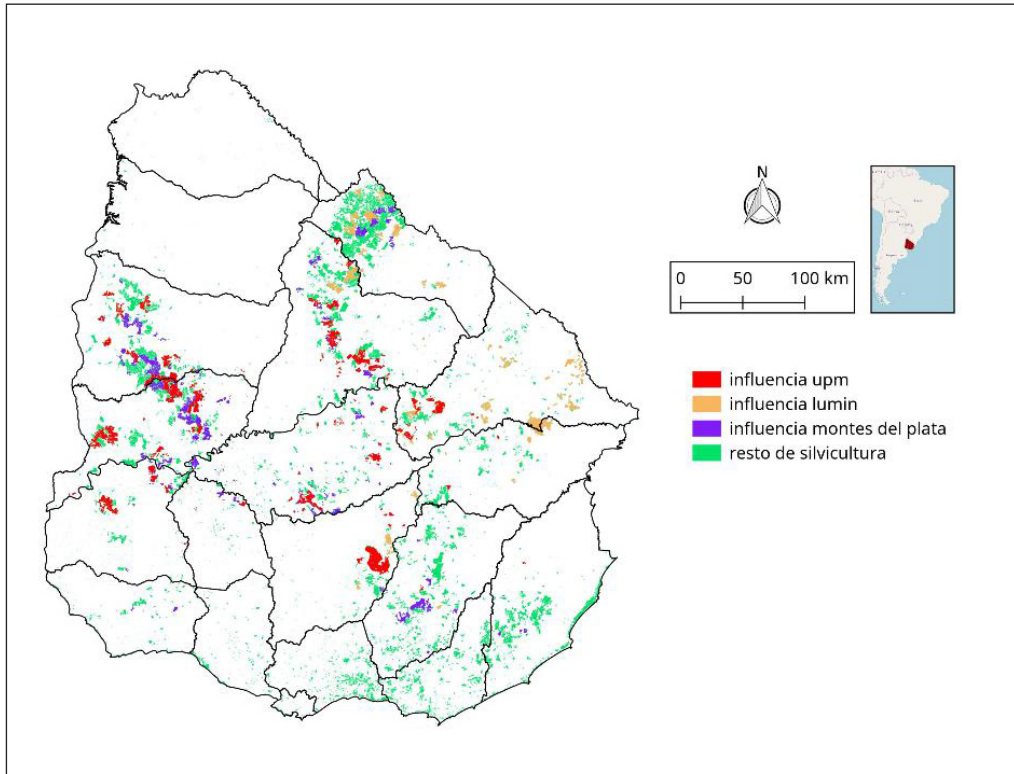 N
0 50 100 km
influencia upm
influencia lumin
influencia montes del plata
resto de silvicultura